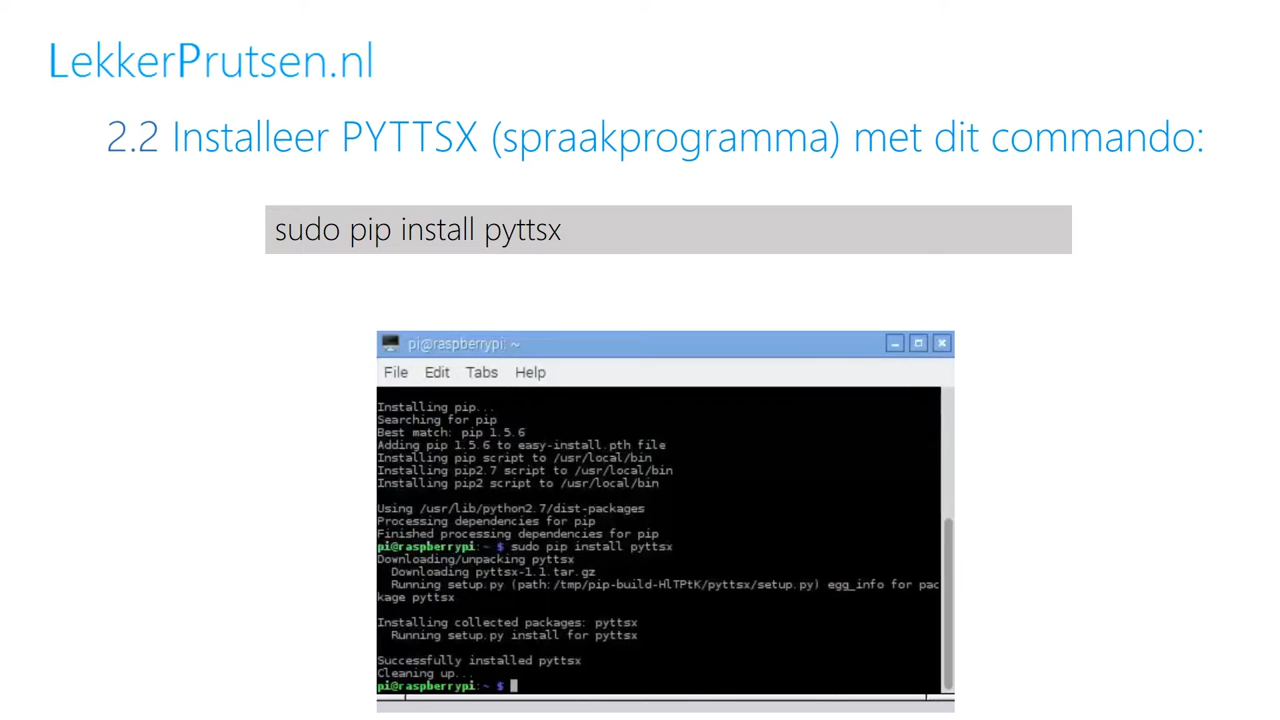 LekkerPrutsen.nl
2.2 Installeer PYTTSX (spraakprogramma) met dit commando:
sudo pip install pyttsx
pi@raspberrypi: ~
File Edit Tabs Help
Installing pip...
Searching for pip
Best match: pip 1.5.6
Adding pip 1.5.6 to easy-install.pth file
Installing pip script to /usr/local/bin
Installing pip2.7 script to /usr/local/bin
Installing pip2 script to /usr/local/bin
Using /usr/lib/python2.7/dist-packages
Processing dependencies for pip
Finished processing dependencies for pip
pi@raspberrypi:~ $ sudo pip install pyttsx
Downloading/unpacking pyttsx
Downloading pyttsx-1.1.tar.gz
Running setup.py (path:/tmp/pip-build-HlTPtK/pyttsx/setup.py) egg_info for pac
kage pyttsx
Installing collected packages: pyttsx
Running setup.py install for pyttsx
Successfully installed pyttsx
Cleaning up...
pi@raspberrypi:~ $